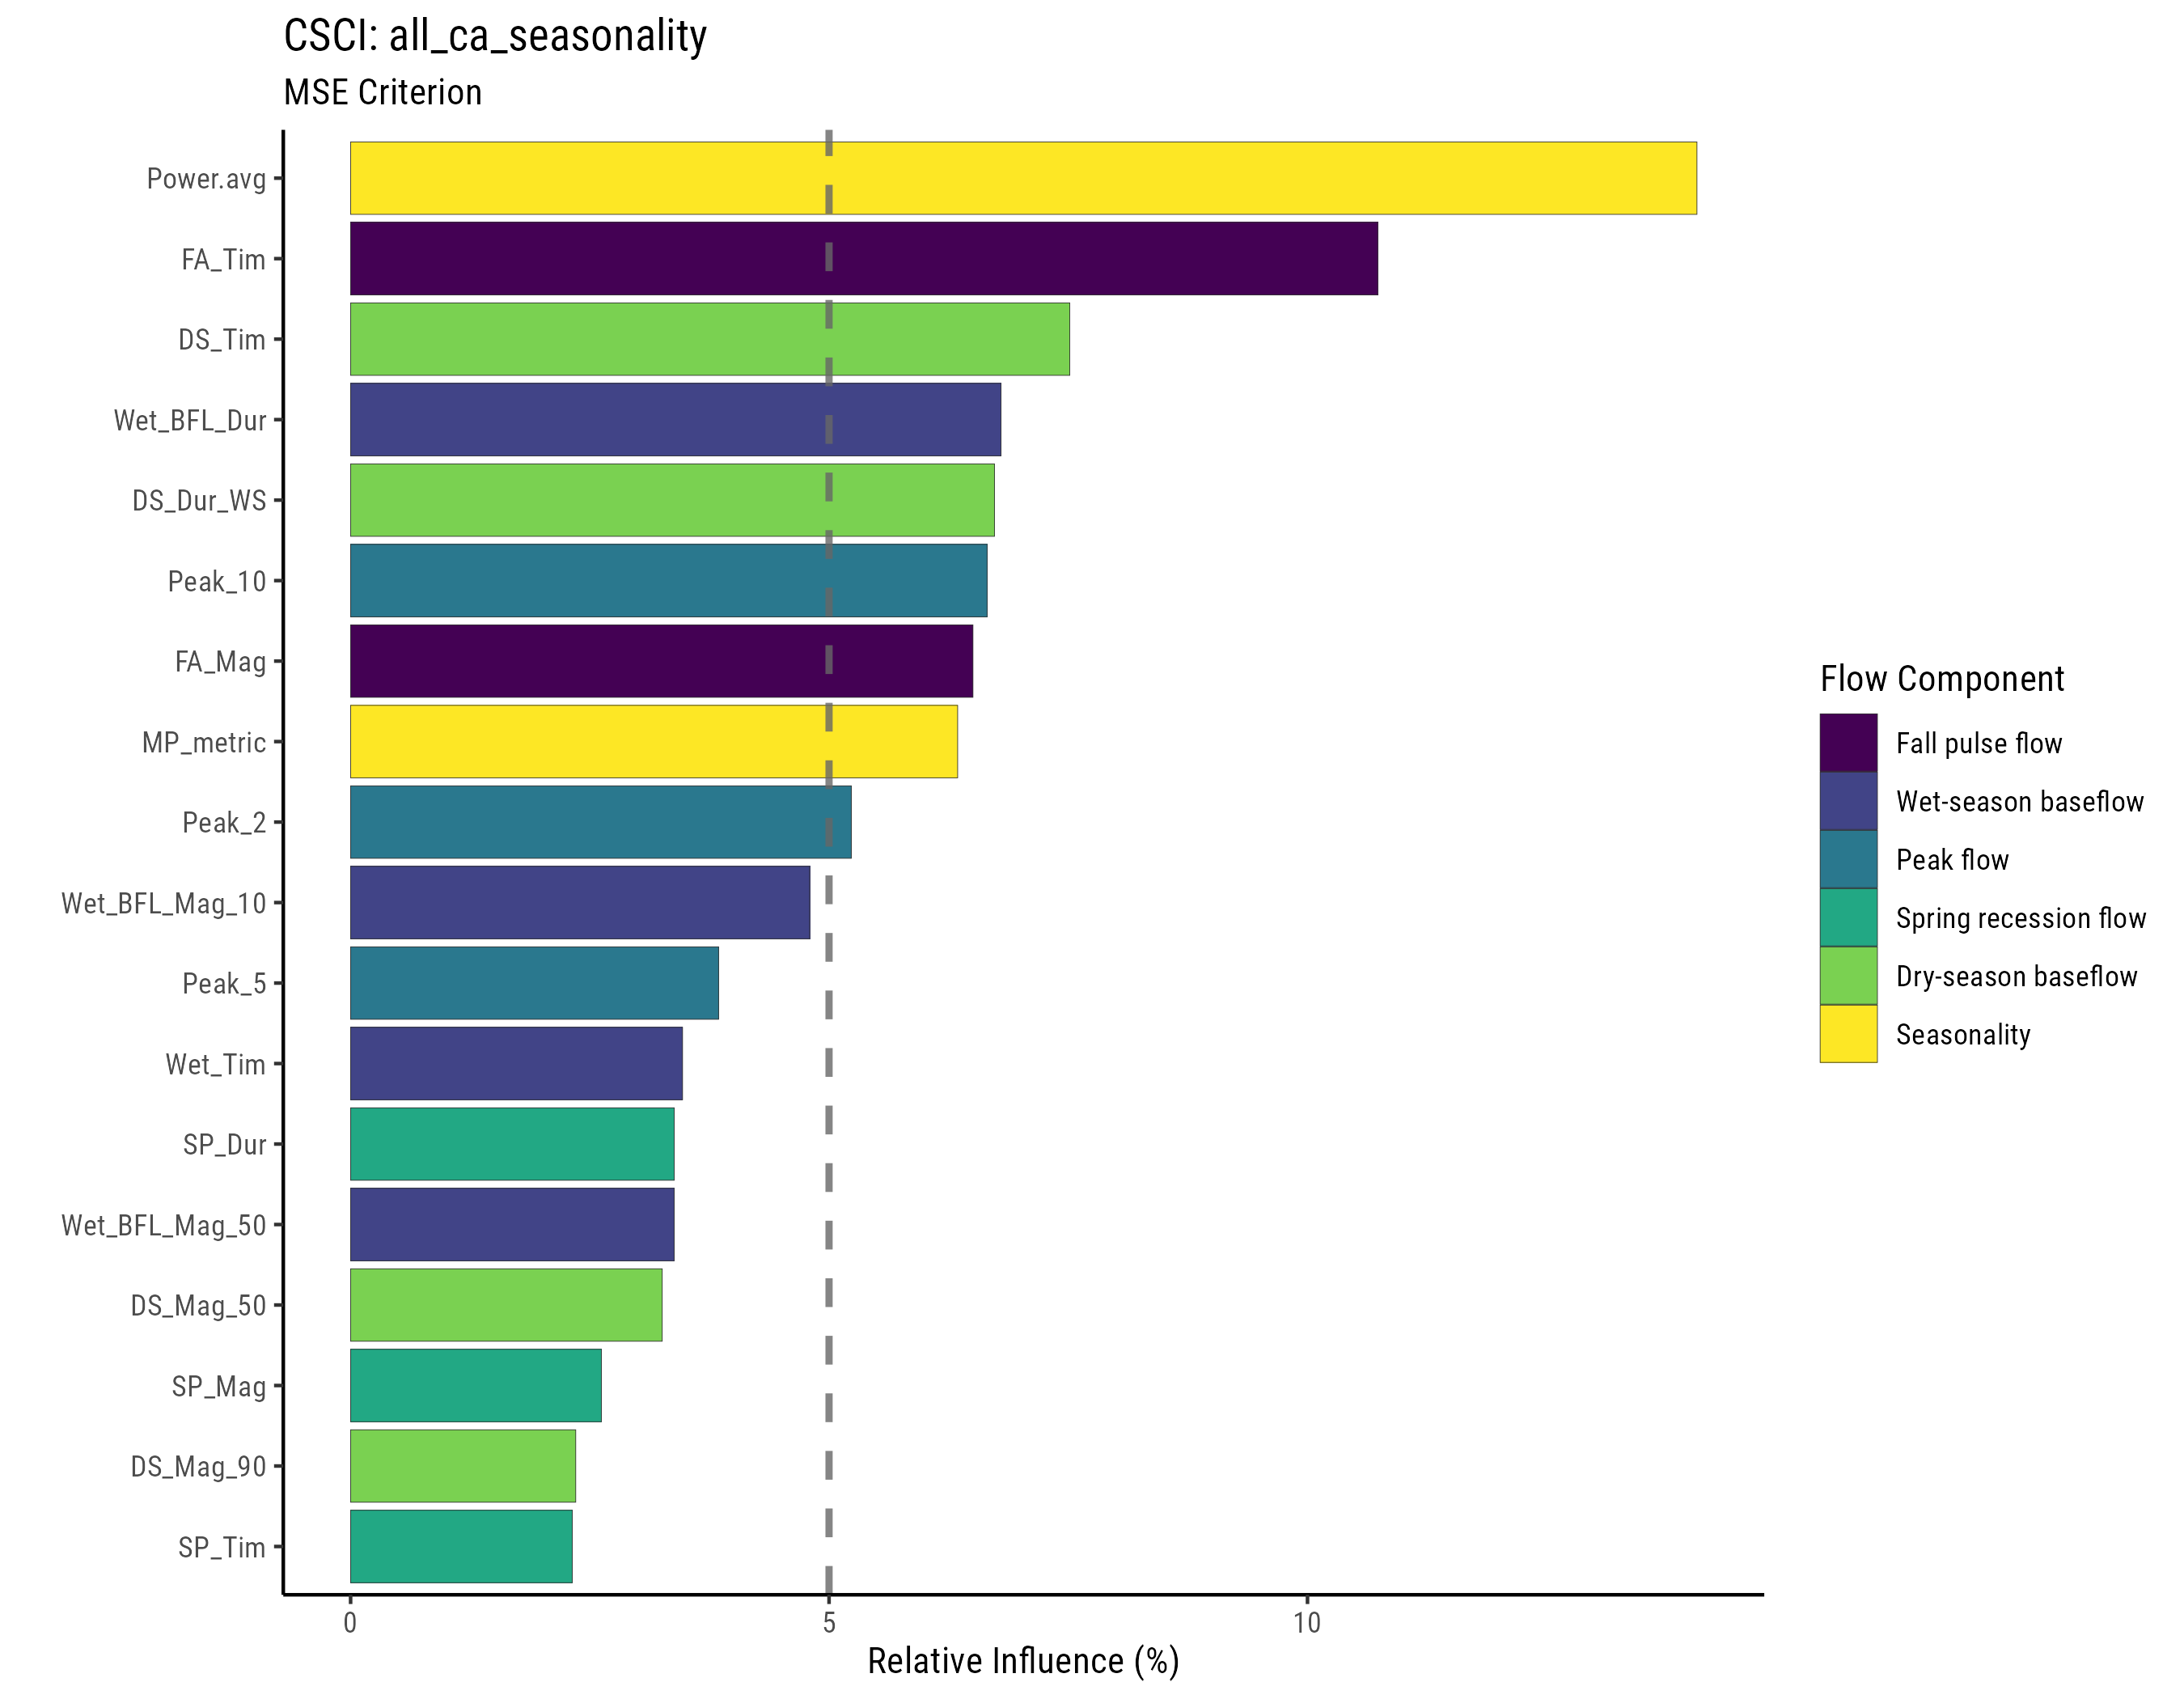 CSCI: all_ca_seasonality
MSE Criterion
Power.avg
FA_Tim
DS_Tim
Wet_BFL_Dur
DS_Dur_WS
Peak_10
FA_Mag
MP_metric
Peak_2
Wet_BFL_Mag_10
Peak_5
Wet_Tim
SP_Dur
Wet_BFL_Mag_50
DS_Mag_50
SP_Mag
DS_Mag_90
SP_Tim
0 5 10
Relative Influence (%)
Flow Component
Fall pulse flow
Wet-season baseflow
Peak flow
Spring recession flow
Dry-season baseflow
Seasonality